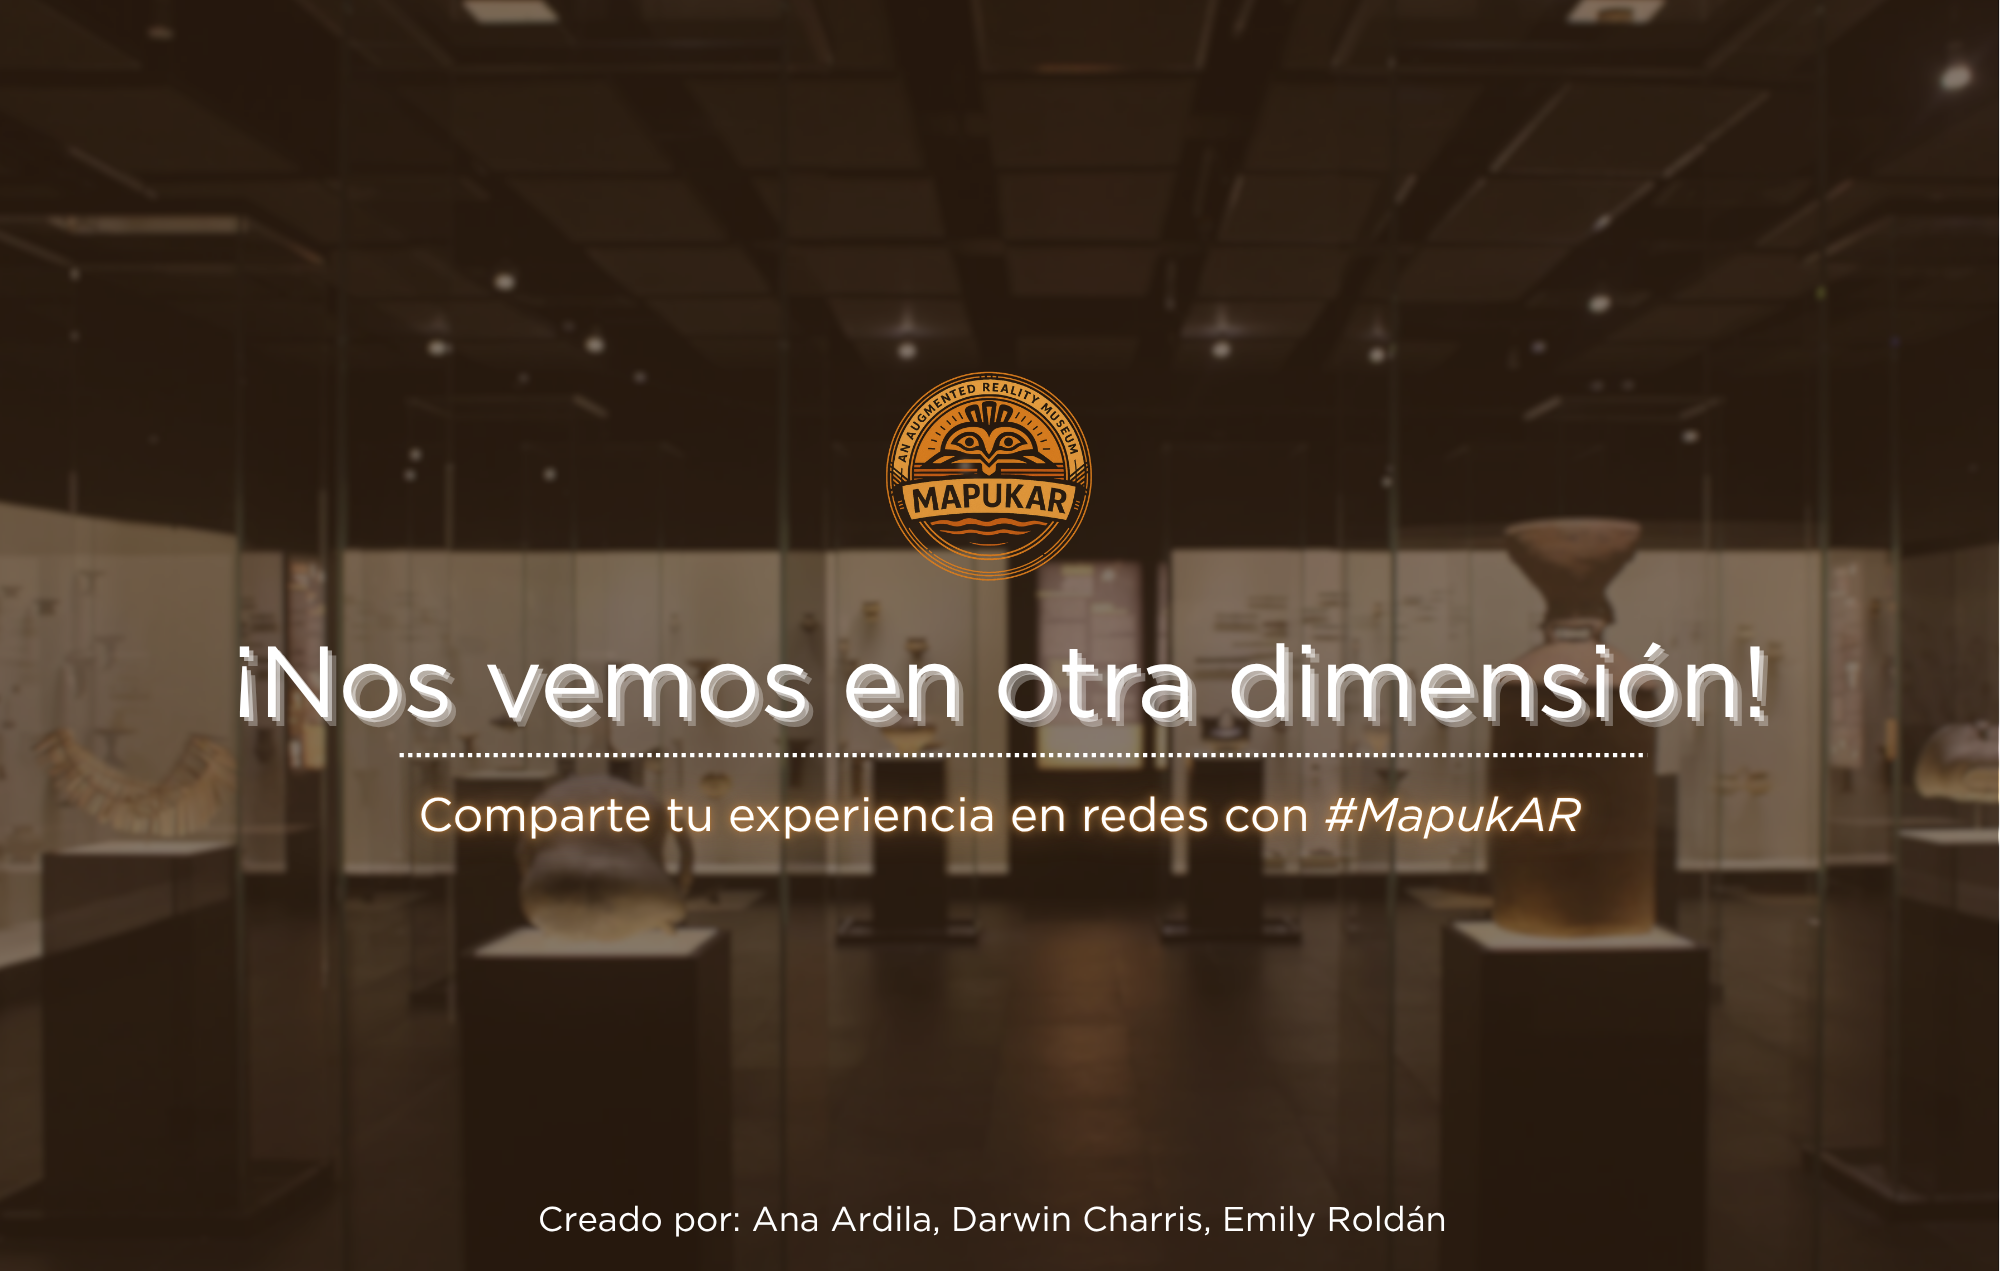 AN AUGMENTED REALITY MUSEUM
MAPUKAR
¡Nos vemos en otra dimensión!
Comparte tu experiencia en redes con #MapukAR
Creado por: Ana Ardila, Darwin Charris, Emily Roldán